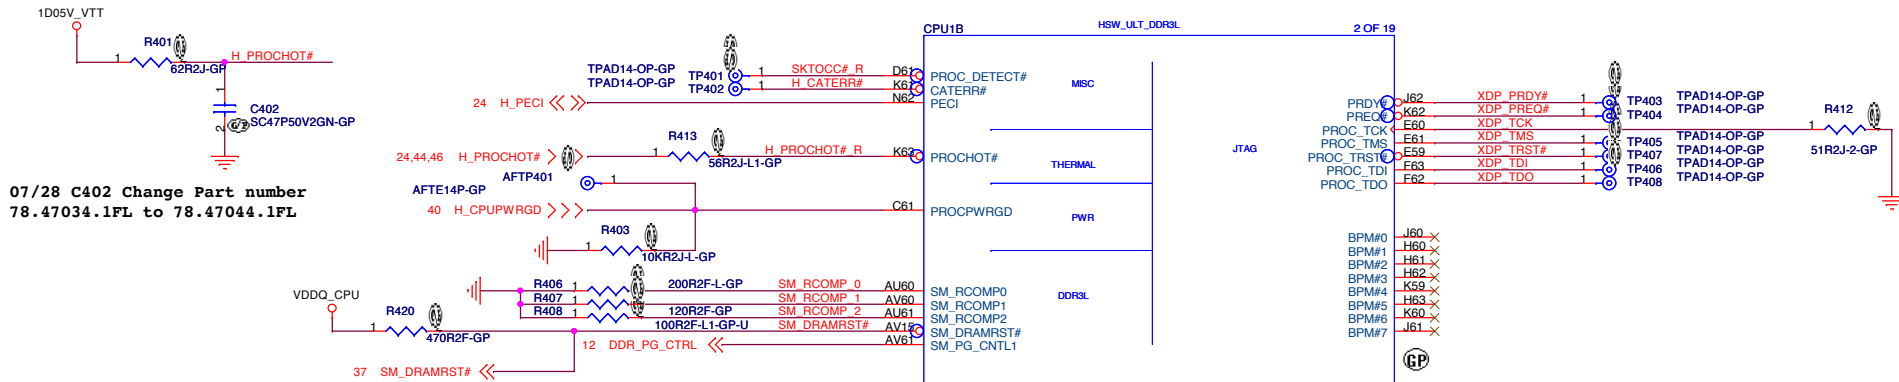 1D05V_VTT
R401
1
62R2J-GP
H_PROCHOT#
1
C402
SC47P50V2GN-GP
2
07/28 C402 Change Part number
78.47034.1FL to 78.47044.1FL
CPU1B
HSW_ULT_DDR3L
2 OF 19
TPAD14-OP-GP TP401 1 SKTOCC#_R D61 PROC_DETECT#
TPAD14-OP-GP TP402 1 H_CATERR# K61 CATERR#
24 H_PECI N62 PECI
MISC
24,44,46 H_PROCHOT# 1 R413 56R2J-L1-GP H_PROCHOT#_R K63 PROCHOT#
THERMAL
AFTE14P-GP AFTP401 1
40 H_CPUPWRGD C61 PROCPWRGD
PWR
R403
1
10KR2J-L-GP
R406 1 200R2F-L-GP SM_RCOMP_0 AU60 SM_RCOMP0
R407 1 120R2F-GP SM_RCOMP_1 AV60 SM_RCOMP1
R408 1 100R2F-L1-GP-U SM_RCOMP_2 AU61 SM_RCOMP2
DDR3L
VDDQ_CPU
R420
1
470R2F-GP
SM_DRAMRST# AV15 SM_DRAMRST#
12 DDR_PG_CTRL AV61 SM_PG_CNTL1
37 SM_DRAMRST#
JTAG
PRDY# J62 XDP_PRDY# 1 TP403 TPAD14-OP-GP
PREQ# K62 XDP_PREQ# 1 TP404 TPAD14-OP-GP
PROC_TCK E60 XDP_TCK
PROC_TMS E61 XDP_TMS 1 TP405 TPAD14-OP-GP
PROC_TRST# E59 XDP_TRST# 1 TP407 TPAD14-OP-GP
PROC_TDI F63 XDP_TDI 1 TP406 TPAD14-OP-GP
PROC_TDO F62 XDP_TDO 1 TP408 TPAD14-OP-GP
R412
1
51R2J-2-GP
BPM#0 J60
BPM#1 H60
BPM#2 H61
BPM#3 H62
BPM#4 K59
BPM#5 H63
BPM#6 K60
BPM#7 J61
GP